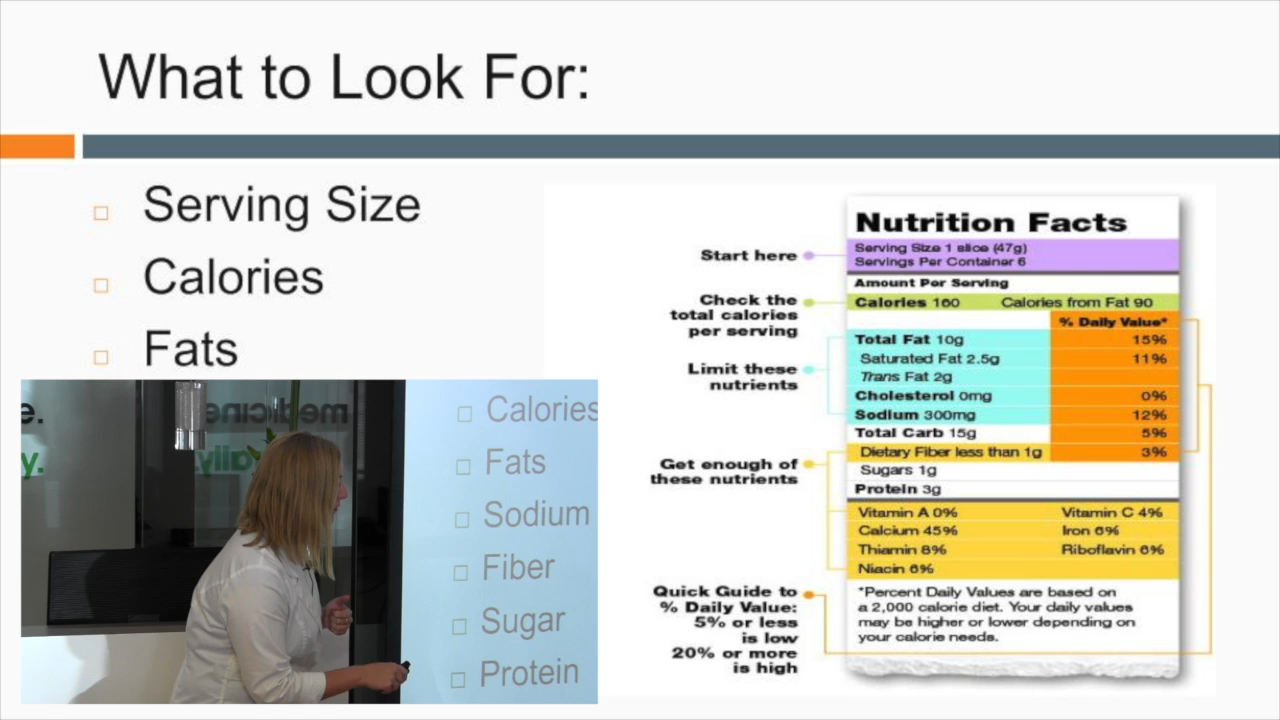 What to Look For:
Serving Size
Calories
Fats
e.
y.
medicine
Calories
Fats
Sodium
Fiber
Sugar
Protein
Start here
Check the
total calories
per serving
Limit these
nutrients
Get enough of
these nutrients
Quick Guide to
% Daily Value:
5% or less
is low
20% or more
is high
Nutrition Facts
Serving Size 1 slice (47g)
Servings Per Container 6
Amount Per Serving
Calories 160 Calories from Fat 90
% Daily Value*
Total Fat 10g 15%
Saturated Fat 2.5g 11%
Trans Fat 2g
Cholesterol 0mg 0%
Sodium 300mg 12%
Total Carb 15g 5%
Dietary Fiber less than 1g 3%
Sugars 1g
Protein 3g
Vitamin A 0% Vitamin C 4%
Calcium 45% Iron 6%
Thiamin 8% Riboflavin 6%
Niacin 6%
*Percent Daily Values are based on
a 2,000 calorie diet. Your daily values
may be higher or lower depending on
your calorie needs.